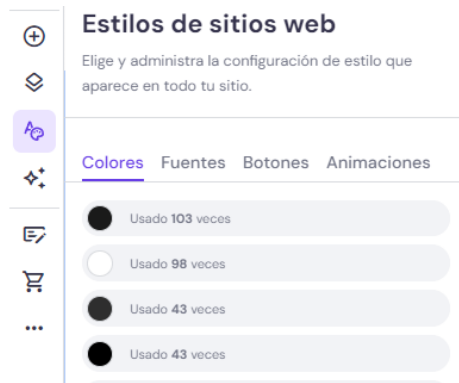 Estilos de sitios web
Elige y administra la configuración de estilo que
aparece en todo tu sitio.
Colores Fuentes Botones Animaciones
Usado 103 veces
Usado 98 veces
Usado 43 veces
Usado 43 veces